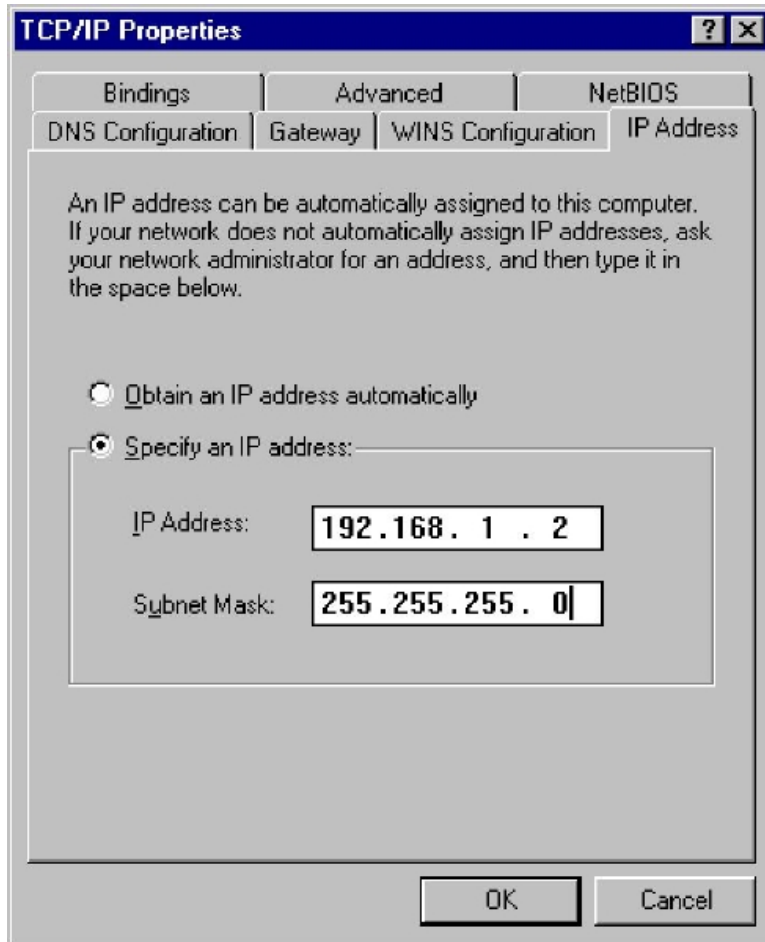 TCP/IP Properties
?
Bindings Advanced NetBIOS
DNS Configuration Gateway WINS Configuration IP Address
An IP address can be automatically assigned to this computer.
If your network does not automatically assign IP addresses, ask
your network administrator for an address, and then type it in
the space below.
Obtain an IP address automatically
Specify an IP address:
IP Address: 192.168. 1 . 2
Subnet Mask: 255.255.255. 0
OK Cancel